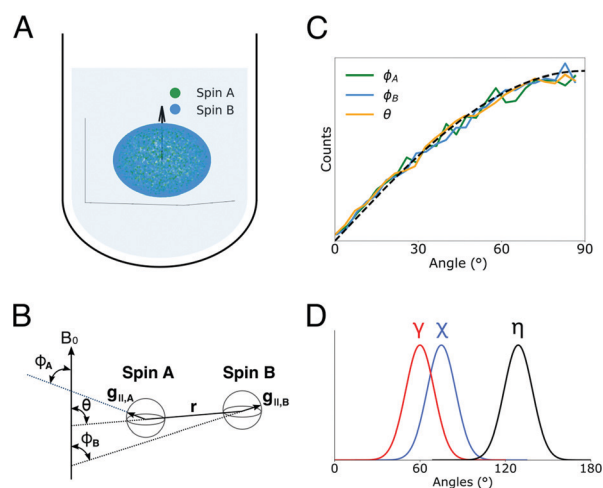 A
Spin A
Spin B
B
B₀
ϕA
Spin A
Spin B
g||,A
g||,B
θ
r
ϕB
C
ϕA
ϕB
θ
Counts
0 30 60 90
Angle (°)
D
γ χ η
0 60 120 180
Angles (°)